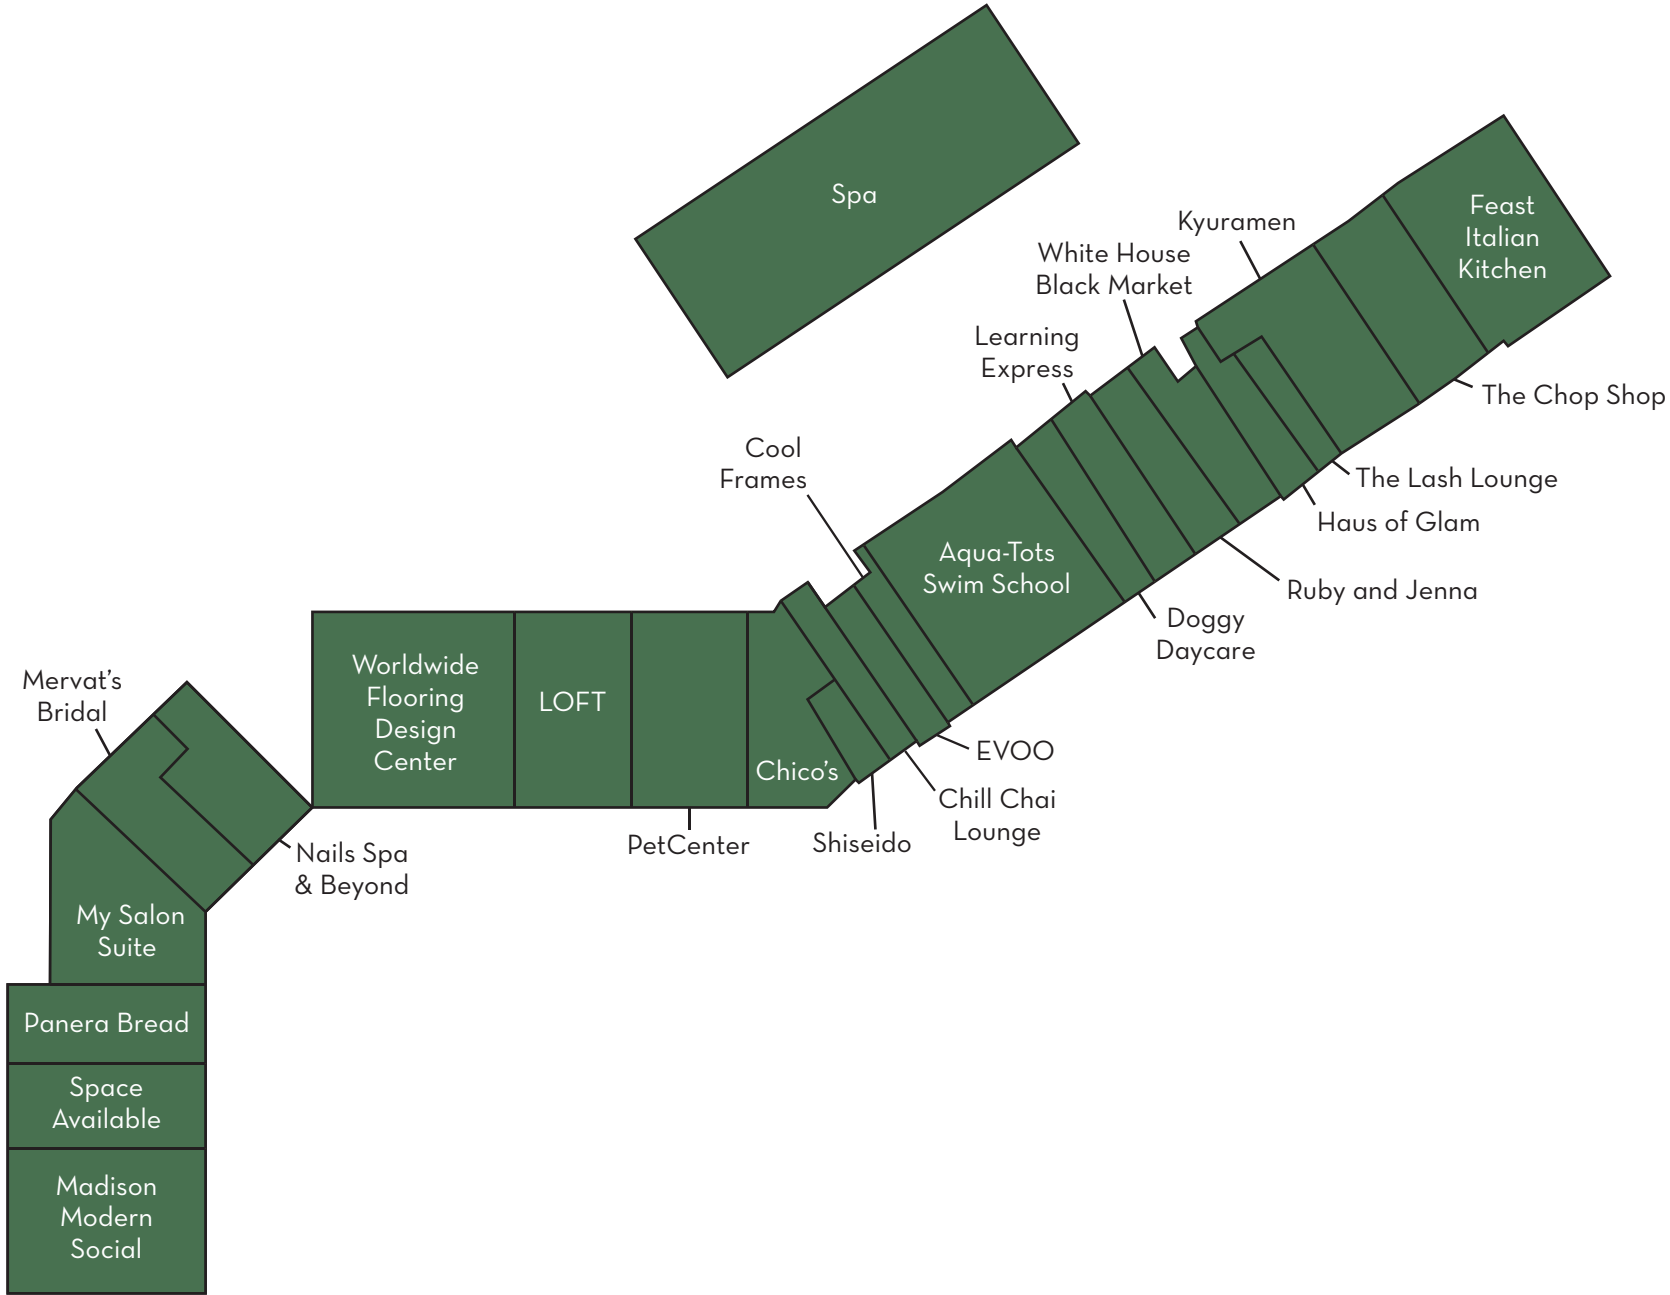 Spa
Feast
Italian
Kitchen
Kyuramen
White House
Black Market
Learning
Express
The Chop Shop
Cool
Frames
The Lash Lounge
Haus of Glam
Aqua-Tots
Swim School
Ruby and Jenna
Doggy
Daycare
Worldwide
Flooring
Design
Center
LOFT
Mervat's
Bridal
Chico's
EVOO
Chill Chai
Lounge
PetCenter
Shiseido
Nails Spa
& Beyond
My Salon
Suite
Panera Bread
Space
Available
Madison
Modern
Social